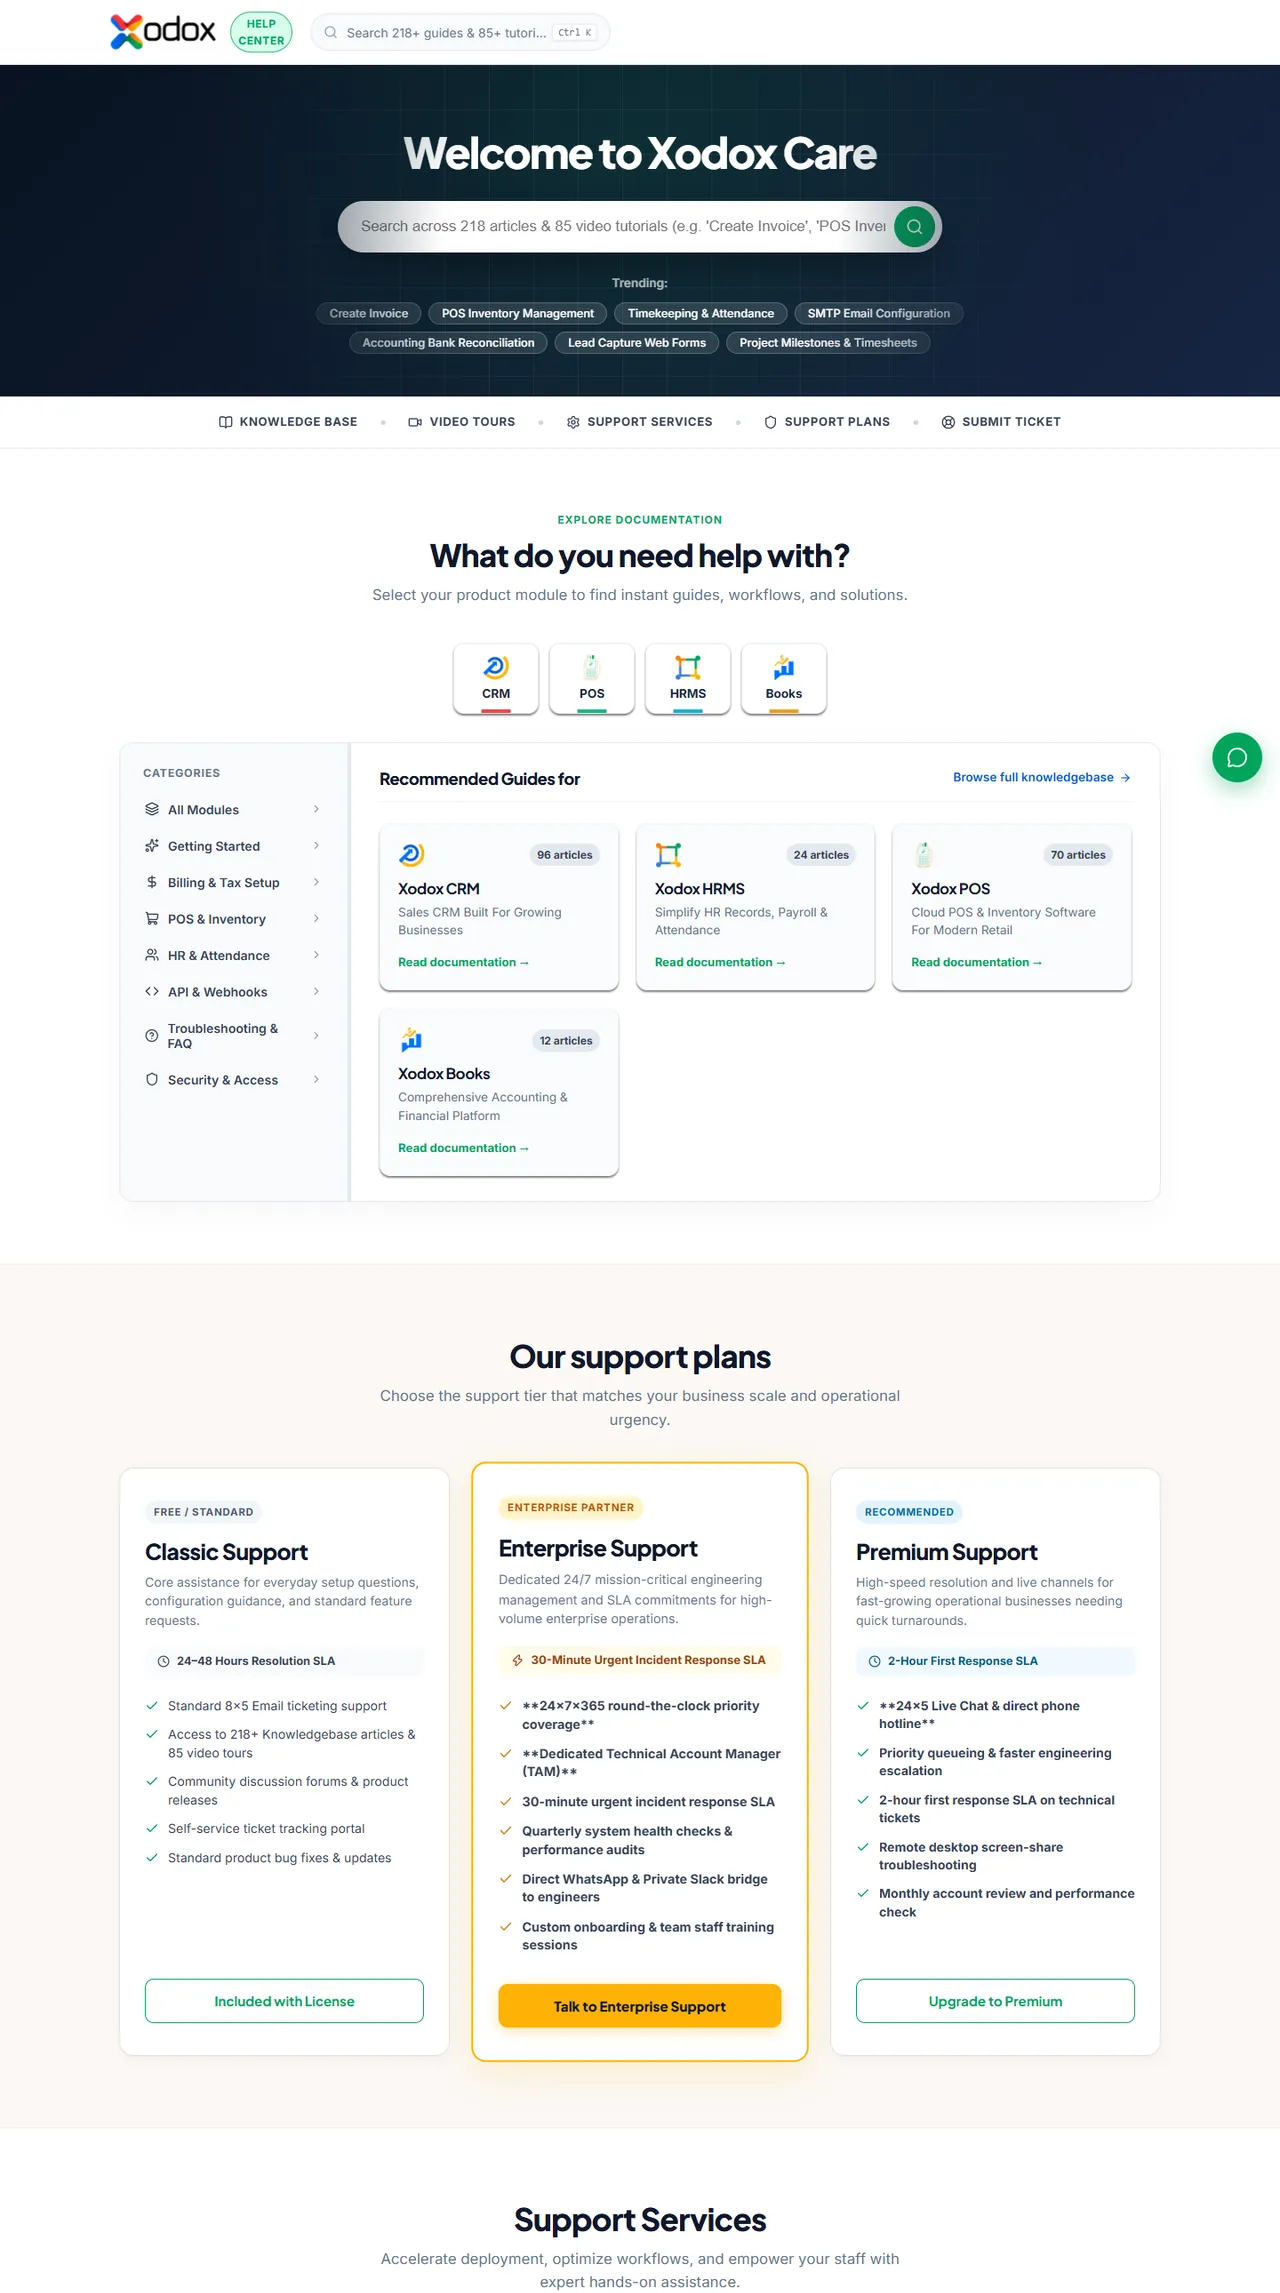 Xodox
HELP
CENTER
Search 218+ guides & 85+ tutori...
Ctrl K
Welcome to Xodox Care
Search across 218 articles & 85 video tutorials (e.g. 'Create Invoice', 'POS Inver
Trending:
Create Invoice
POS Inventory Management
Timekeeping & Attendance
SMTP Email Configuration
Accounting Bank Reconciliation
Lead Capture Web Forms
Project Milestones & Timesheets
KNOWLEDGE BASE
VIDEO TOURS
SUPPORT SERVICES
SUPPORT PLANS
SUBMIT TICKET
EXPLORE DOCUMENTATION
What do you need help with?
Select your product module to find instant guides, workflows, and solutions.
CRM
POS
HRMS
Books
CATEGORIES
All Modules
Getting Started
Billing & Tax Setup
POS & Inventory
HR & Attendance
API & Webhooks
Troubleshooting &
FAQ
Security & Access
Recommended Guides for
Browse full knowledgebase →
96 articles
Xodox CRM
Sales CRM Built For Growing
Businesses
Read documentation →
24 articles
Xodox HRMS
Simplify HR Records, Payroll &
Attendance
Read documentation →
70 articles
Xodox POS
Cloud POS & Inventory Software
For Modern Retail
Read documentation →
12 articles
Xodox Books
Comprehensive Accounting &
Financial Platform
Read documentation →
Our support plans
Choose the support tier that matches your business scale and operational
urgency.
FREE / STANDARD
Classic Support
Core assistance for everyday setup questions,
configuration guidance, and standard feature
requests.
24–48 Hours Resolution SLA
Standard 8×5 Email ticketing support
Access to 218+ Knowledgebase articles &
85 video tours
Community discussion forums & product
releases
Self-service ticket tracking portal
Standard product bug fixes & updates
Included with License
ENTERPRISE PARTNER
Enterprise Support
Dedicated 24/7 mission-critical engineering
management and SLA commitments for high-
volume enterprise operations.
30-Minute Urgent Incident Response SLA
**24×7×365 round-the-clock priority
coverage**
**Dedicated Technical Account Manager
(TAM)**
30-minute urgent incident response SLA
Quarterly system health checks &
performance audits
Direct WhatsApp & Private Slack bridge
to engineers
Custom onboarding & team staff training
sessions
Talk to Enterprise Support
RECOMMENDED
Premium Support
High-speed resolution and live channels for
fast-growing operational businesses needing
quick turnarounds.
2-Hour First Response SLA
**24×5 Live Chat & direct phone
hotline**
Priority queueing & faster engineering
escalation
2-hour first response SLA on technical
tickets
Remote desktop screen-share
troubleshooting
Monthly account review and performance
check
Upgrade to Premium
Support Services
Accelerate deployment, optimize workflows, and empower your staff with
expert hands-on assistance.